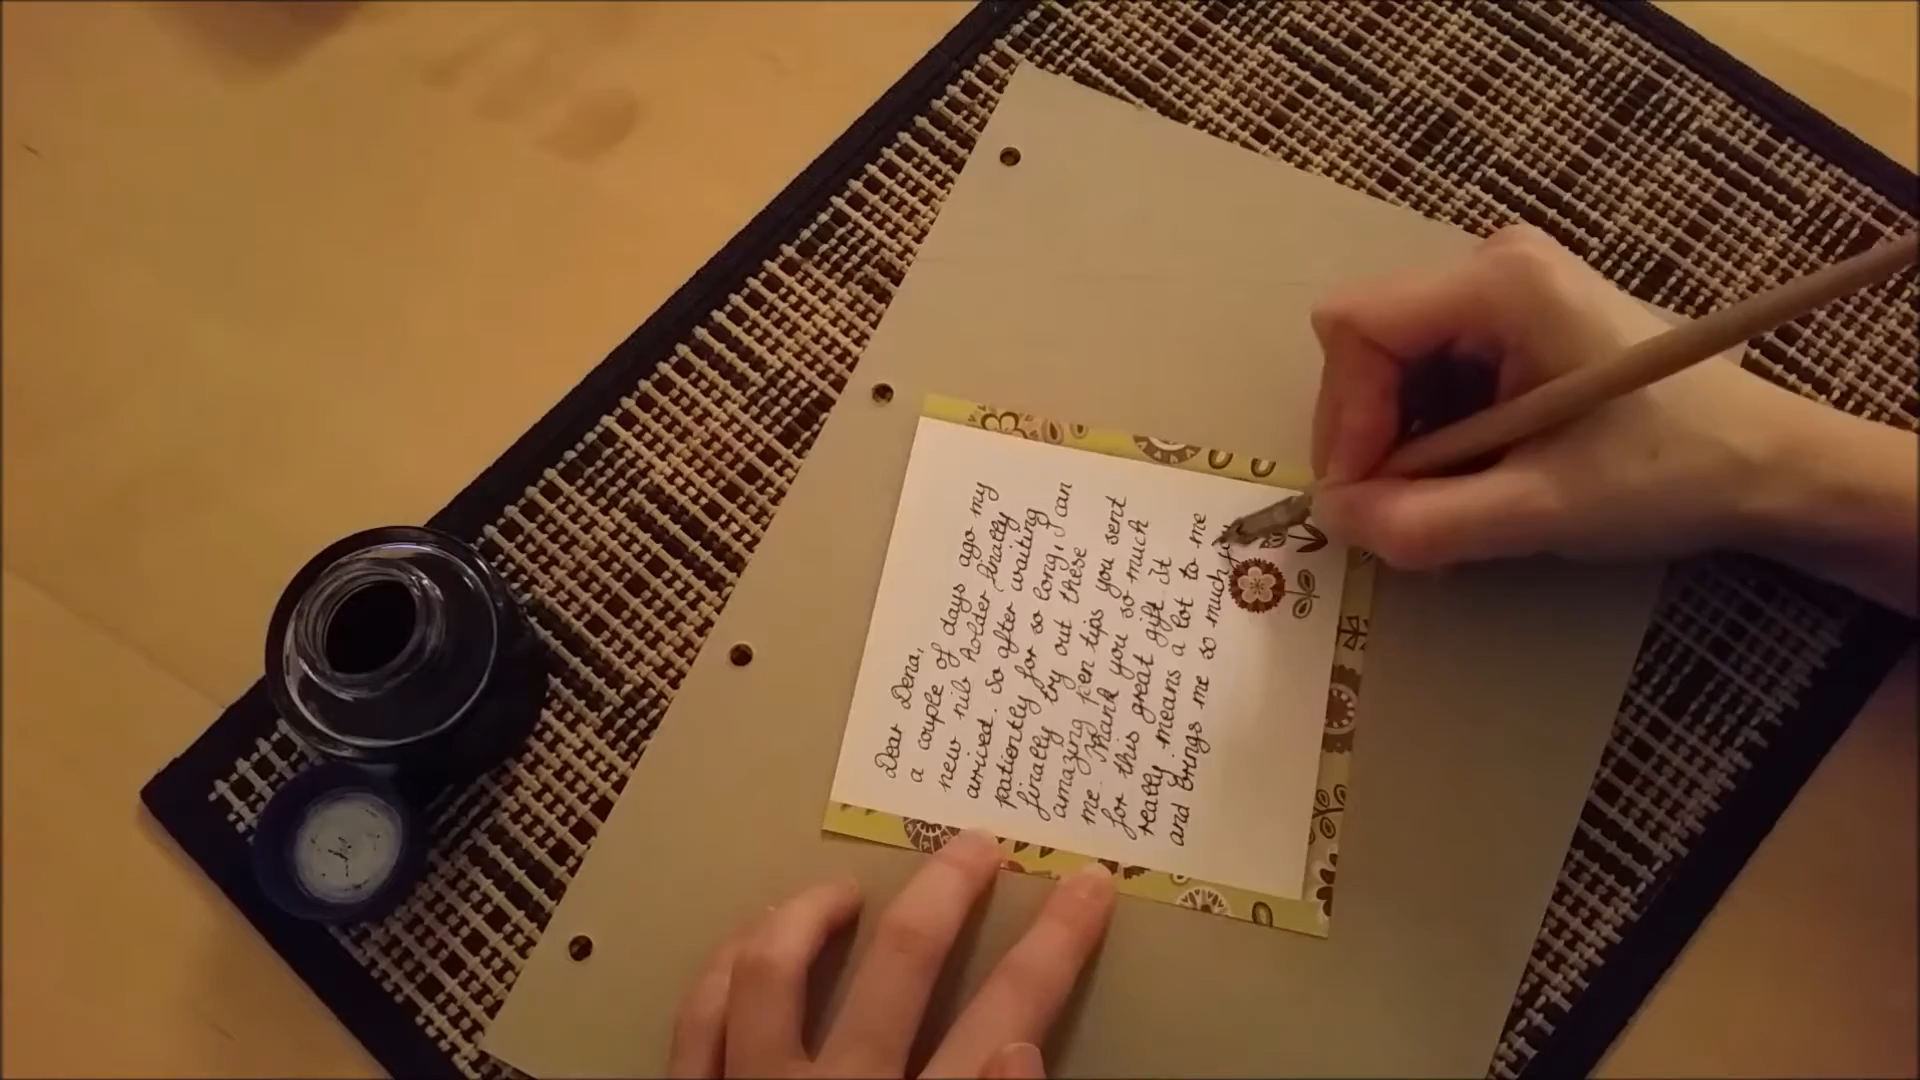 Dear Dena,
a couple of days ago my
new nib holder finally
arrived. So after waiting
patiently for so long, I can
finally try out these
amazing pen tips you sent
me. Thank you so much
for this great gift. it
really means a lot to me
and brings me so much